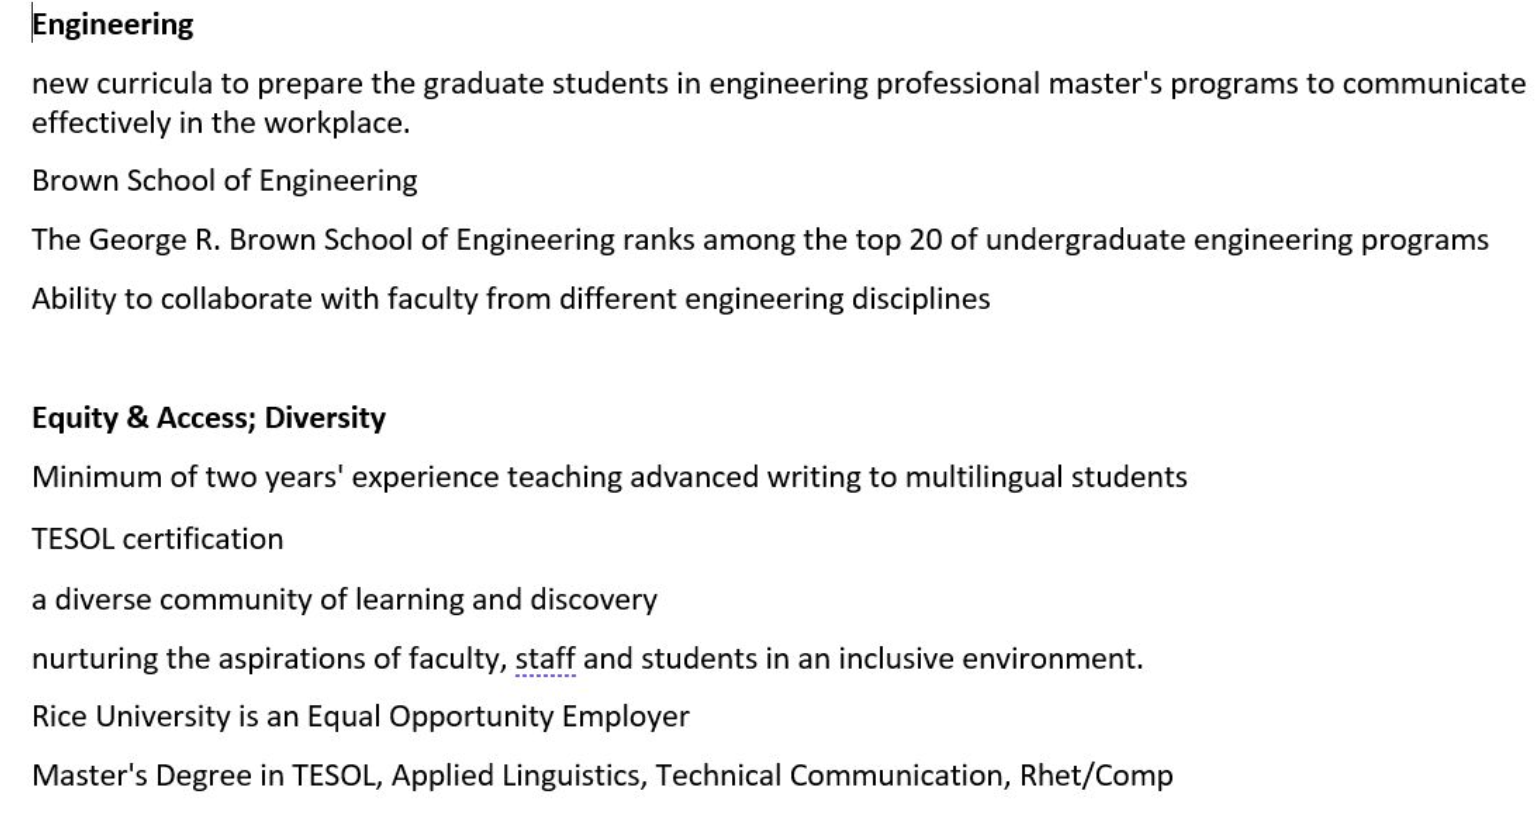 Engineering
new curricula to prepare the graduate students in engineering professional master's programs to communicate
effectively in the workplace.
Brown School of Engineering
The George R. Brown School of Engineering ranks among the top 20 of undergraduate engineering programs
Ability to collaborate with faculty from different engineering disciplines
Equity & Access; Diversity
Minimum of two years' experience teaching advanced writing to multilingual students
TESOL certification
a diverse community of learning and discovery
nurturing the aspirations of faculty, staff and students in an inclusive environment.
Rice University is an Equal Opportunity Employer
Master's Degree in TESOL, Applied Linguistics, Technical Communication, Rhet/Comp